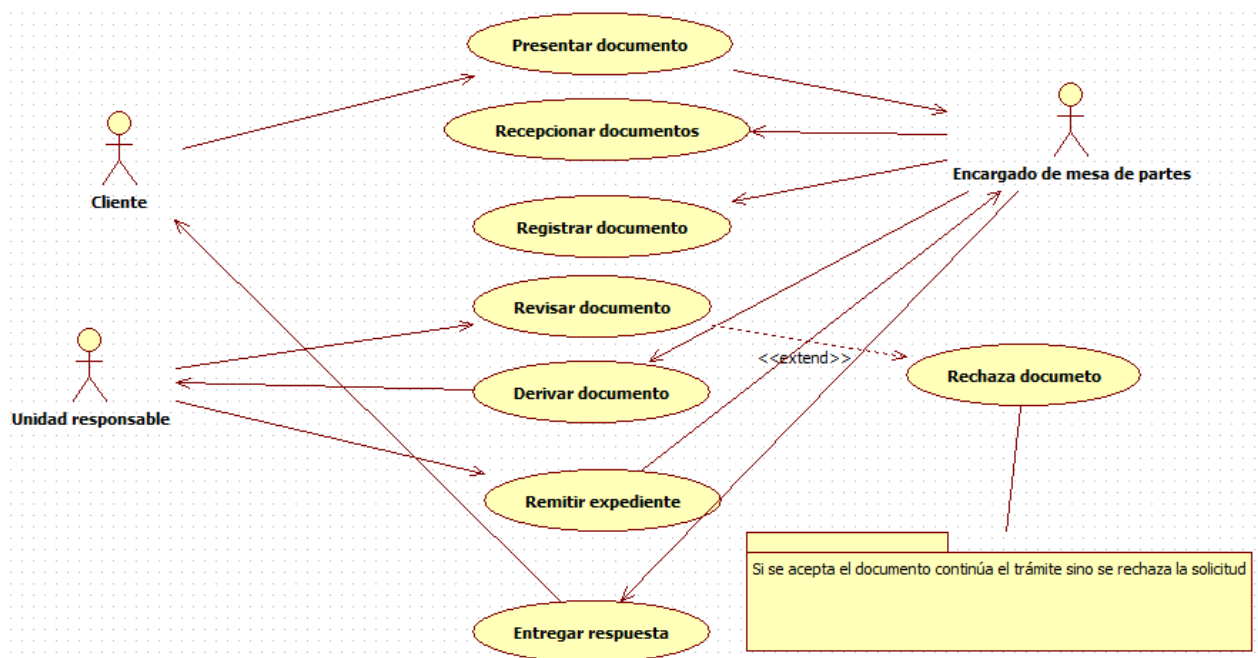 Presentar documento
Recepcionar documentos
Cliente
Encargado de mesa de partes
Registrar documento
Revisar documento
<<extend>>
Unidad responsable
Derivar documento
Rechaza documeto
Remitir expediente
Si se acepta el documento continúa el trámite sino se rechaza la solicitud
Entregar respuesta